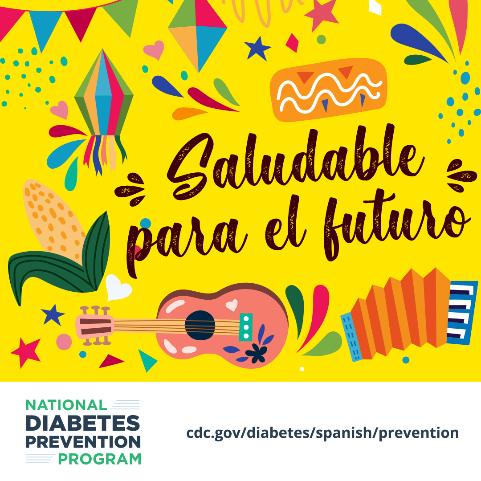 Saludable
para el futuro
NATIONAL
DIABETES
PREVENTION
PROGRAM
cdc.gov/diabetes/spanish/prevention